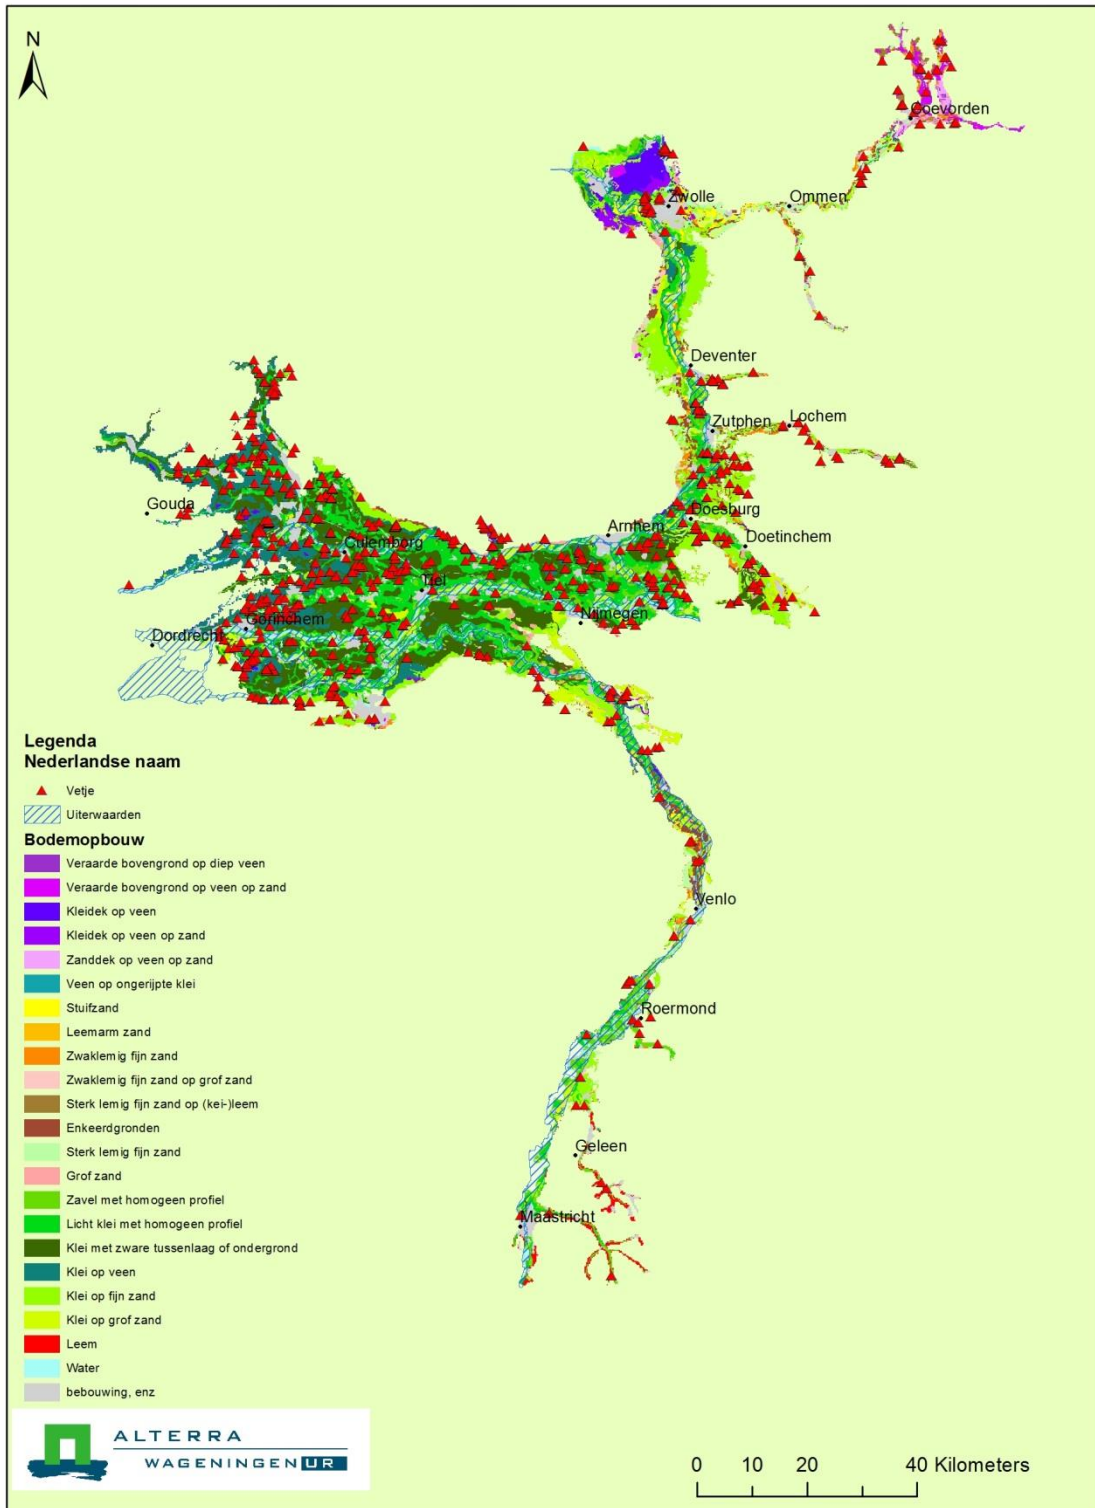 N
Coevorden
Zwolle
Ommen
Deventer
Zutphen
Lochem
Gouda
Doesburg
Arnhem
Doetinchem
Culemborg
Tiel
Nijmegen
Gorinchem
Dordrecht
Venlo
Roermond
Geleen
Maastricht
Legenda
Nederlandse naam
Vetje
Uiterwaarden
Bodemopbouw
Veraarde bovengrond op diep veen
Veraarde bovengrond op veen op zand
Kleidek op veen
Kleidek op veen op zand
Zanddek op veen op zand
Veen op ongerijpte klei
Stuifzand
Leemarm zand
Zwaklemig fijn zand
Zwaklemig fijn zand op grof zand
Sterk lemig fijn zand op (kei-)leem
Enkeerdgronden
Sterk lemig fijn zand
Grof zand
Zavel met homogeen profiel
Licht klei met homogeen profiel
Klei met zware tussenlaag of ondergrond
Klei op veen
Klei op fijn zand
Klei op grof zand
Leem
Water
bebouwing, enz
ALTERRA
WAGENINGEN UR
0 10 20 40 Kilometers